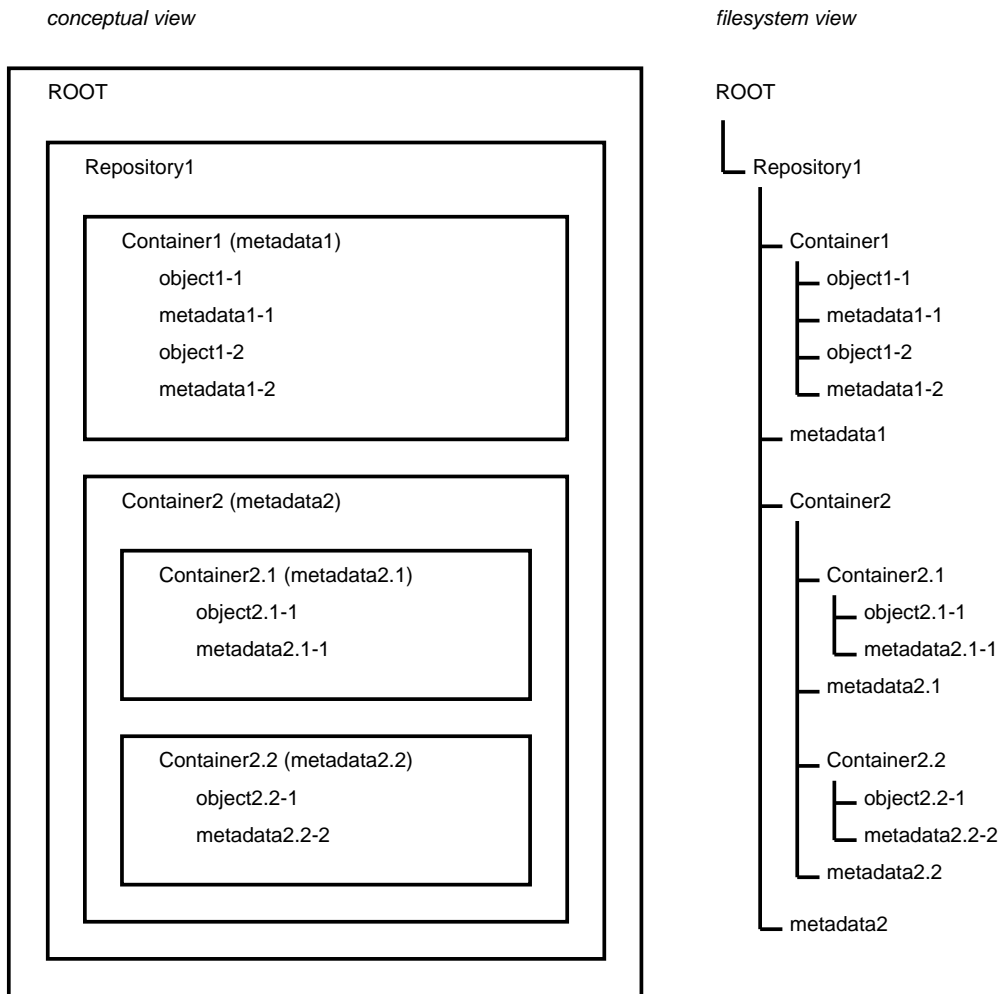 conceptual view
ROOT
Repository1
Container1 (metadata1)
object1-1
metadata1-1
object1-2
metadata1-2
Container2 (metadata2)
Container2.1 (metadata2.1)
object2.1-1
metadata2.1-1
Container2.2 (metadata2.2)
object2.2-1
metadata2.2-2
filesystem view
ROOT
Repository1
Container1
object1-1
metadata1-1
object1-2
metadata1-2
metadata1
Container2
Container2.1
object2.1-1
metadata2.1-1
metadata2.1
Container2.2
object2.2-1
metadata2.2-2
metadata2.2
metadata2